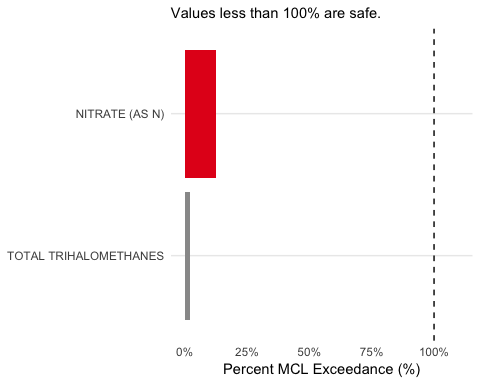 Values less than 100% are safe.
NITRATE (AS N)
TOTAL TRIHALOMETHANES
0% 25% 50% 75% 100%
Percent MCL Exceedance (%)